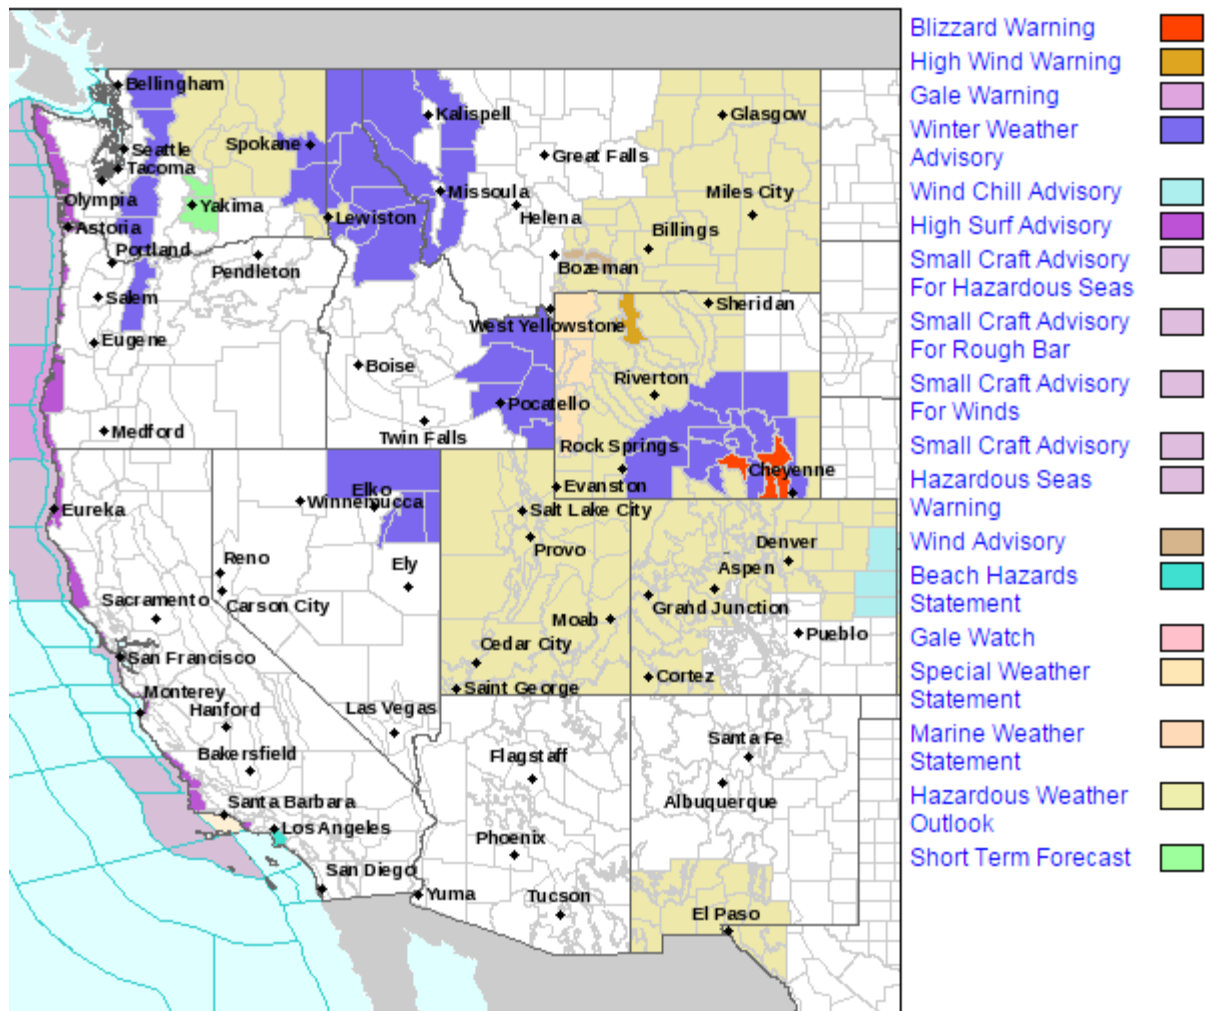 Bellingham
Kalispell
Glasgow
Seattle
Spokane
Great Falls
Tacoma
Olympia
Yakima
Missoula
Miles City
Astoria
Lewiston
Helena
Portland
Billings
Pendleton
Bozeman
Salem
West Yellowstone
Sheridan
Eugene
Boise
Riverton
Pocatello
Medford
Twin Falls
Rock Springs
Cheyenne
Elko
Evanston
Winnemucca
Eureka
Salt Lake City
Provo
Denver
Reno
Ely
Aspen
Sacramento
Carson City
Grand Junction
Moab
Pueblo
San Francisco
Cedar City
Cortez
Monterey
Saint George
Hanford
Las Vegas
Bakersfield
Flagstaff
Santa Fe
Santa Barbara
Albuquerque
Los Angeles
Phoenix
San Diego
Yuma
Tucson
El Paso
Blizzard Warning
High Wind Warning
Gale Warning
Winter Weather
Advisory
Wind Chill Advisory
High Surf Advisory
Small Craft Advisory
For Hazardous Seas
Small Craft Advisory
For Rough Bar
Small Craft Advisory
For Winds
Small Craft Advisory
Hazardous Seas
Warning
Wind Advisory
Beach Hazards
Statement
Gale Watch
Special Weather
Statement
Marine Weather
Statement
Hazardous Weather
Outlook
Short Term Forecast